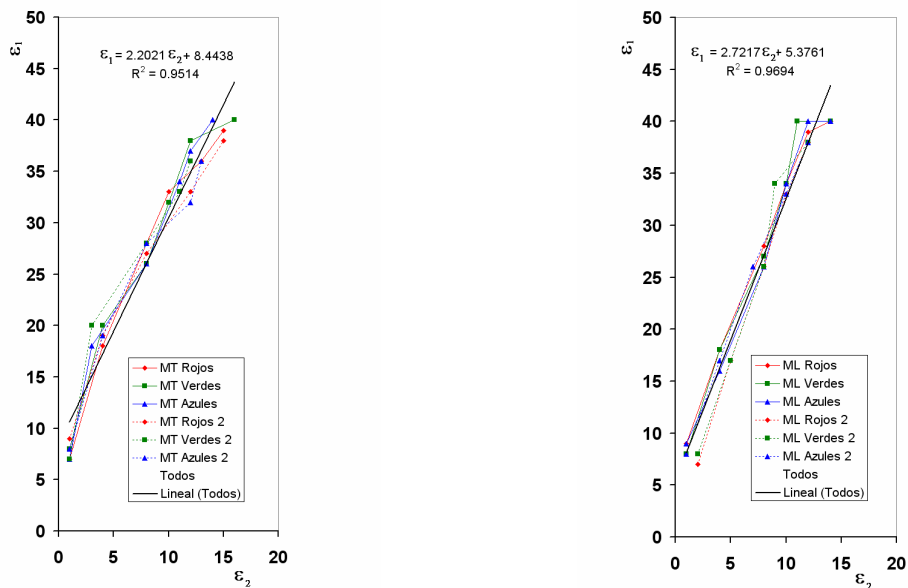 50
45
40
35
30
25
20
15
10
5
0
ε1
ε1 = 2.2021 ε2 + 8.4438
R2 = 0.9514
MT Rojos
MT Verdes
MT Azules
MT Rojos 2
MT Verdes 2
MT Azules 2
Todos
Lineal (Todos)
0 5 10 15 20
ε2
50
45
40
35
30
25
20
15
10
5
0
ε1
ε1 = 2.7217 ε2 + 5.3761
R2 = 0.9694
ML Rojos
ML Verdes
ML Azules
ML Rojos 2
ML Verdes 2
ML Azules 2
Todos
Lineal (Todos)
0 5 10 15 20
ε2